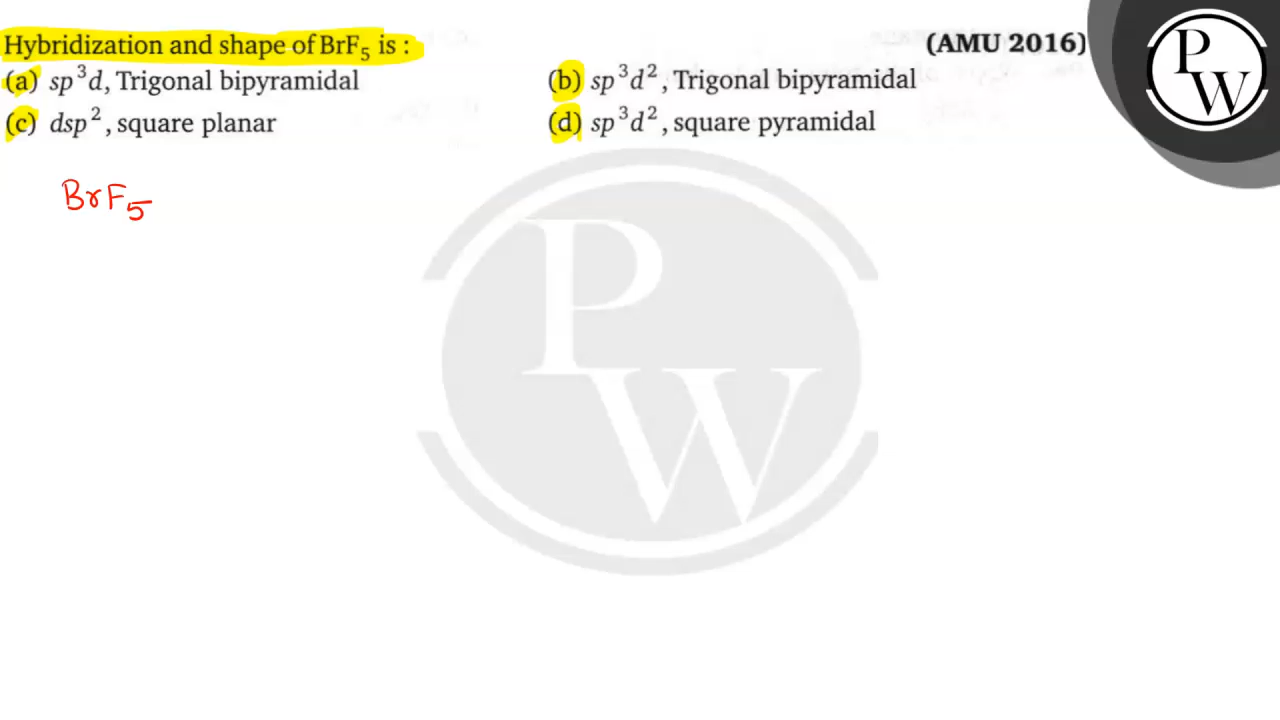 Hybridization and shape of BrF₅ is : (AMU 2016)
(a) sp³d, Trigonal bipyramidal (b) sp³d², Trigonal bipyramidal
(c) dsp², square planar (d) sp³d², square pyramidal
BrF₅
P
W
P
W